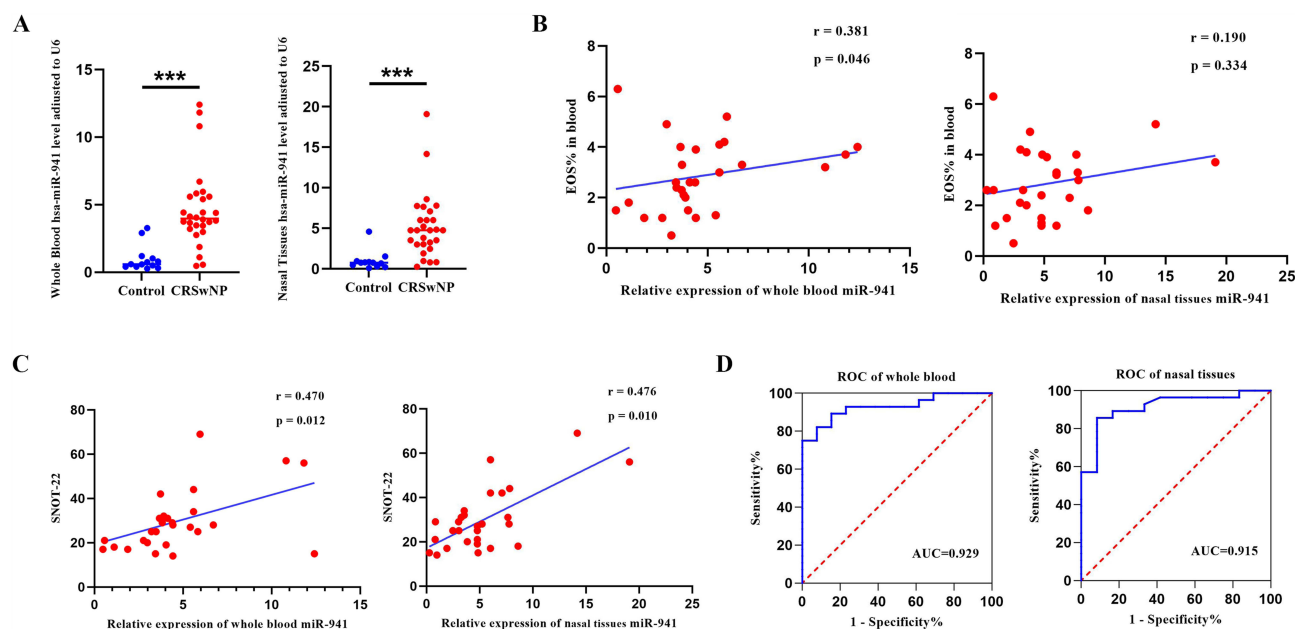 A
Whole Blood hsa-miR-941 level adiusted to U6
15
10
5
0
***
Control CRSwNP
Nasal Tissues hsa-miR-941 level adiusted to U6
25
20
15
10
5
0
***
Control CRSwNP
B
r = 0.381
p = 0.046
EOS% in blood
8
6
4
2
0
0 5 10 15
Relative expression of whole blood miR-941
r = 0.190
p = 0.334
EOS% in blood
8
6
4
2
0
0 5 10 15 20 25
Relative expression of nasal tissues miR-941
C
r = 0.470
p = 0.012
SNOT-22
80
60
40
20
0
0 5 10 15
Relative expression of whole blood miR-941
r = 0.476
p = 0.010
SNOT-22
100
80
60
40
20
0
0 5 10 15 20 25
Relative expression of nasal tissues miR-941
D
ROC of whole blood
Sensitivity%
100
80
60
40
20
0
AUC=0.929
0 20 40 60 80 100
1 - Specificity%
ROC of nasal tissues
Sensitivity%
100
80
60
40
20
0
AUC=0.915
0 20 40 60 80 100
1 - Specificity%